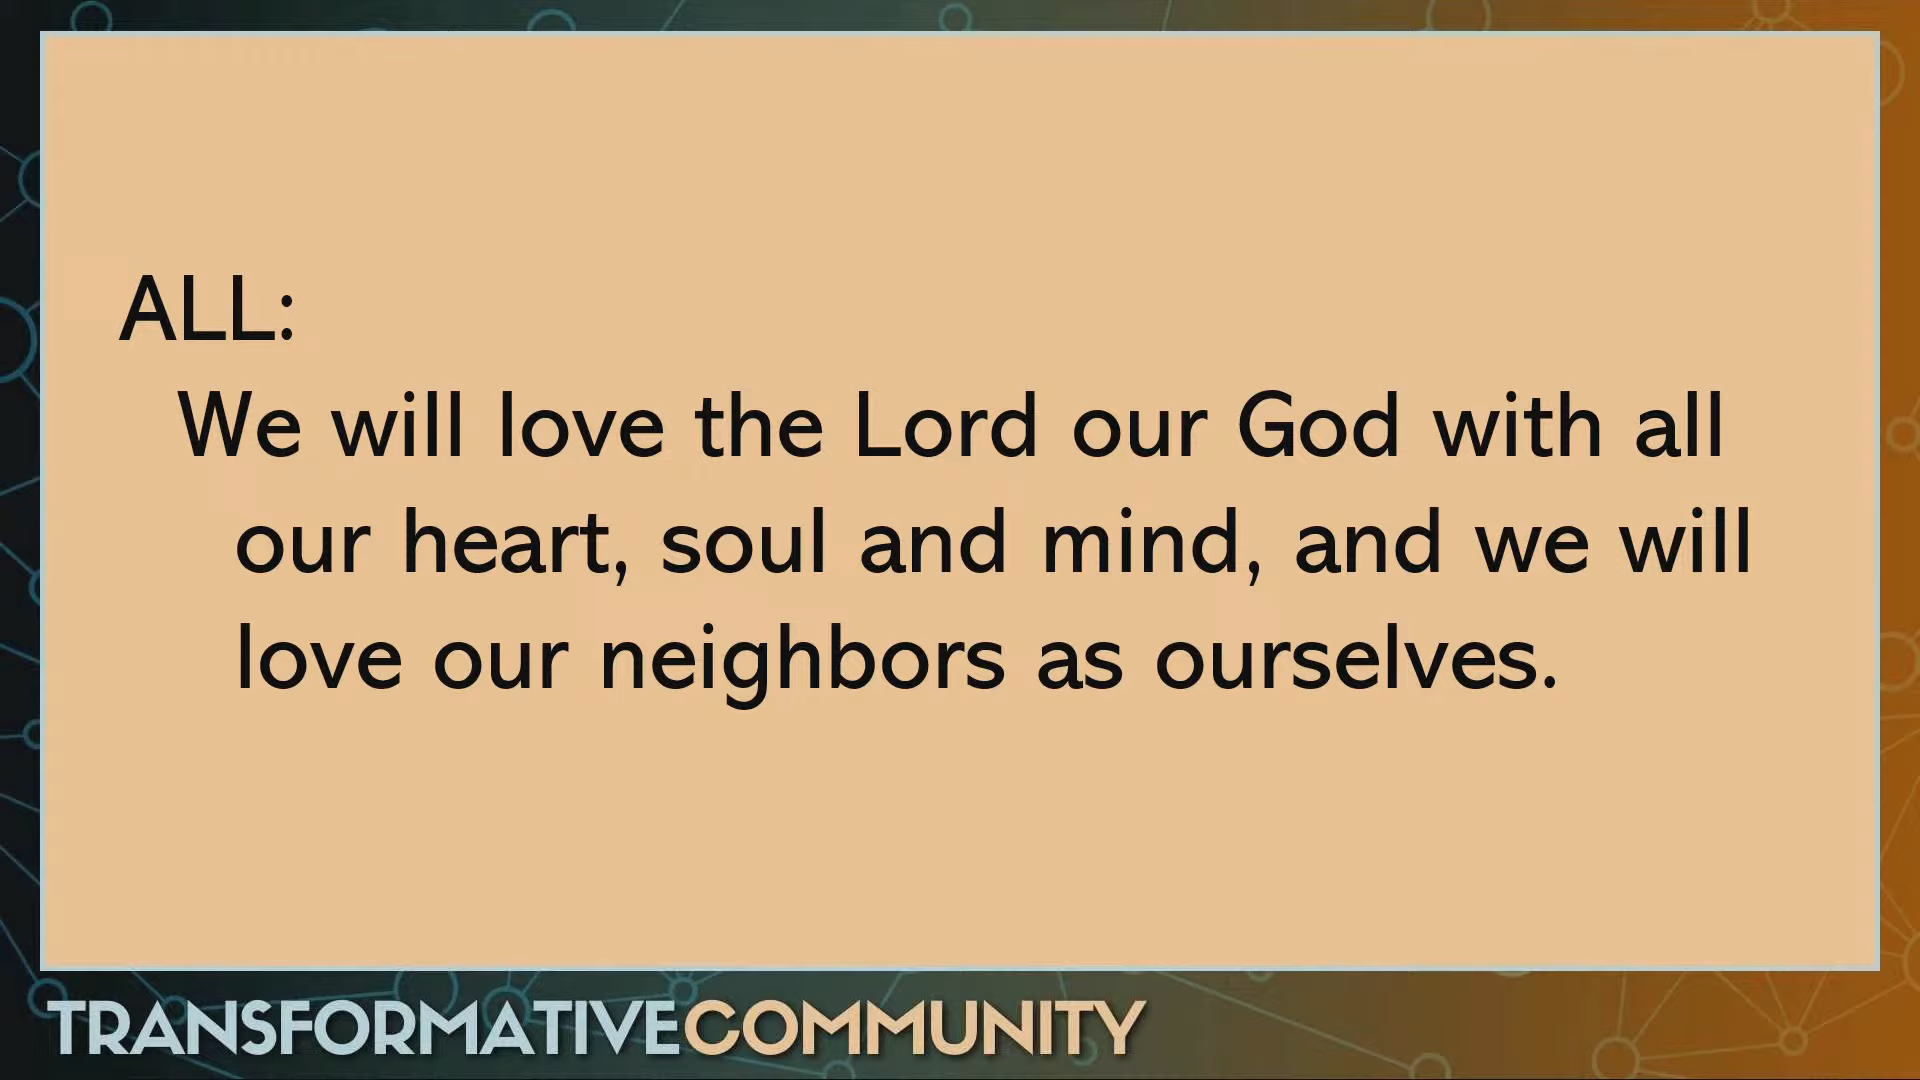 ALL:
We will love the Lord our God with all
our heart, soul and mind, and we will
love our neighbors as ourselves.
TRANSFORMATIVECOMMUNITY